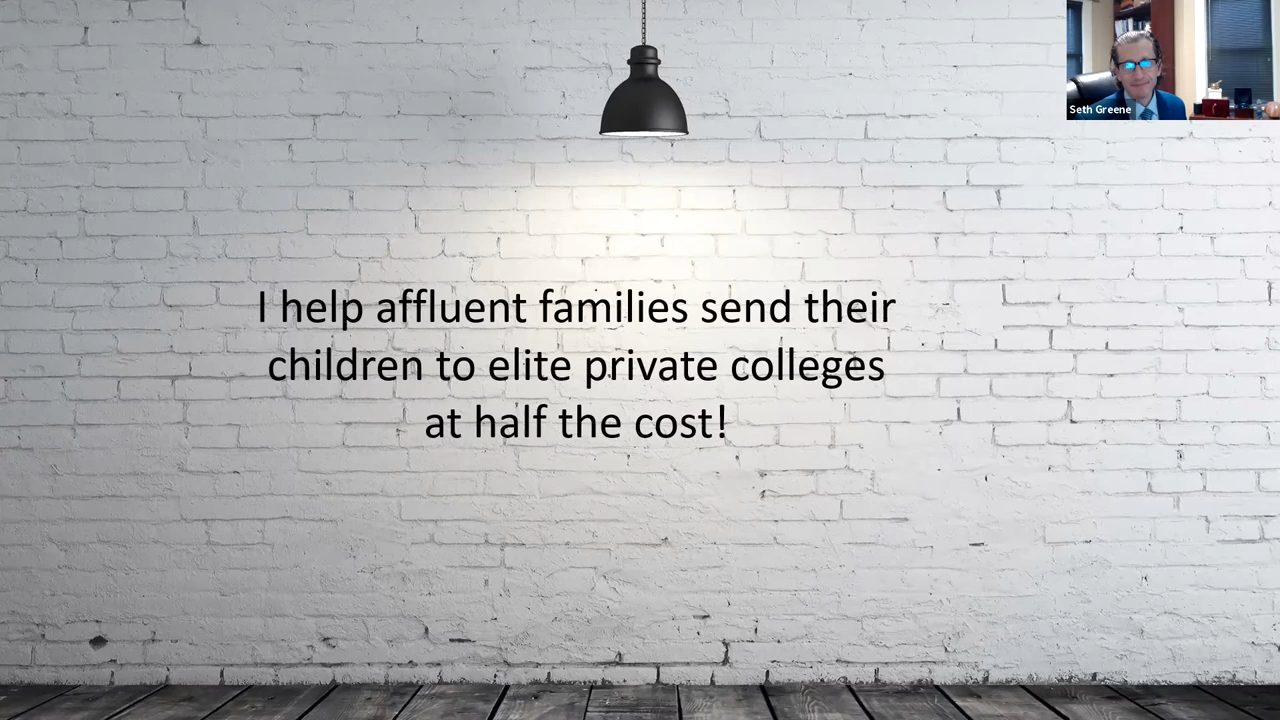 Seth Greene
I help affluent families send their
children to elite private colleges
at half the cost!